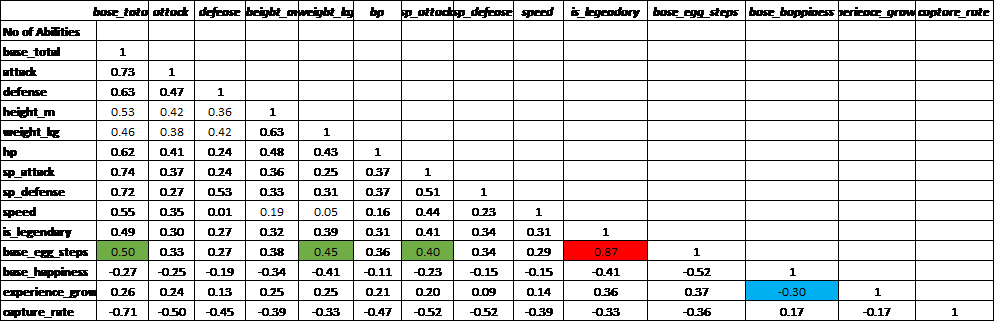 base_tota attack defense height_m weight_kg hp sp_attack sp_defense speed is_legendary base_egg_steps base_happiness perience_grow capture_rate
No of Abilities
base_total 1
attack 0.73 1
defense 0.63 0.47 1
height_m 0.53 0.42 0.36 1
weight_kg 0.46 0.38 0.42 0.63 1
hp 0.62 0.41 0.24 0.48 0.43 1
sp_attack 0.74 0.37 0.24 0.36 0.25 0.37 1
sp_defense 0.72 0.27 0.53 0.33 0.31 0.37 0.51 1
speed 0.55 0.35 0.01 0.19 0.05 0.16 0.44 0.23 1
is_legendary 0.49 0.30 0.27 0.32 0.39 0.31 0.41 0.34 0.31 1
base_egg_steps 0.50 0.33 0.27 0.38 0.45 0.36 0.40 0.34 0.29 0.87 1
base_happiness -0.27 -0.25 -0.19 -0.34 -0.41 -0.11 -0.23 -0.15 -0.15 -0.41 -0.52 1
experience_grow 0.26 0.24 0.13 0.25 0.25 0.21 0.20 0.09 0.14 0.36 0.37 -0.30 1
capture_rate -0.71 -0.50 -0.45 -0.39 -0.33 -0.47 -0.52 -0.52 -0.39 -0.33 -0.36 0.17 -0.17 1